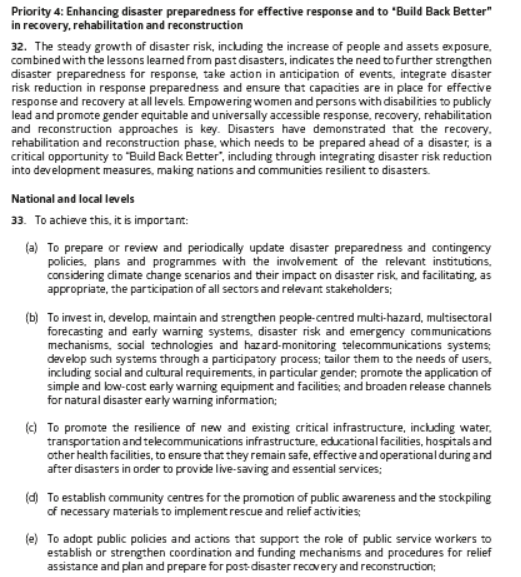 Priority 4: Enhancing disaster preparedness for effective response and to “Build Back Better”
in recovery, rehabilitation and reconstruction
32. The steady growth of disaster risk, including the increase of people and assets exposure,
combined with the lessons learned from past disasters, indicates the need to further strengthen
disaster preparedness for response, take action in anticipation of events, integrate disaster
risk reduction in response preparedness and ensure that capacities are in place for effective
response and recovery at all levels. Empowering women and persons with disabilities to publicly
lead and promote gender equitable and universally accessible response, recovery, rehabilitation
and reconstruction approaches is key. Disasters have demonstrated that the recovery,
rehabilitation and reconstruction phase, which needs to be prepared ahead of a disaster, is a
critical opportunity to “Build Back Better”, including through integrating disaster risk reduction
into development measures, making nations and communities resilient to disasters.
National and local levels
33. To achieve this, it is important:
(a) To prepare or review and periodically update disaster preparedness and contingency
policies, plans and programmes with the involvement of the relevant institutions,
considering climate change scenarios and their impact on disaster risk, and facilitating, as
appropriate, the participation of all sectors and relevant stakeholders;
(b) To invest in, develop, maintain and strengthen people-centred multi-hazard, multisectoral
forecasting and early warning systems, disaster risk and emergency communications
mechanisms, social technologies and hazard-monitoring telecommunications systems;
develop such systems through a participatory process; tailor them to the needs of users,
including social and cultural requirements, in particular gender; promote the application of
simple and low-cost early warning equipment and facilities; and broaden release channels
for natural disaster early warning information;
(c) To promote the resilience of new and existing critical infrastructure, including water,
transportation and telecommunications infrastructure, educational facilities, hospitals and
other health facilities, to ensure that they remain safe, effective and operational during and
after disasters in order to provide live-saving and essential services;
(d) To establish community centres for the promotion of public awareness and the stockpiling
of necessary materials to implement rescue and relief activities;
(e) To adopt public policies and actions that support the role of public service workers to
establish or strengthen coordination and funding mechanisms and procedures for relief
assistance and plan and prepare for post-disaster recovery and reconstruction;